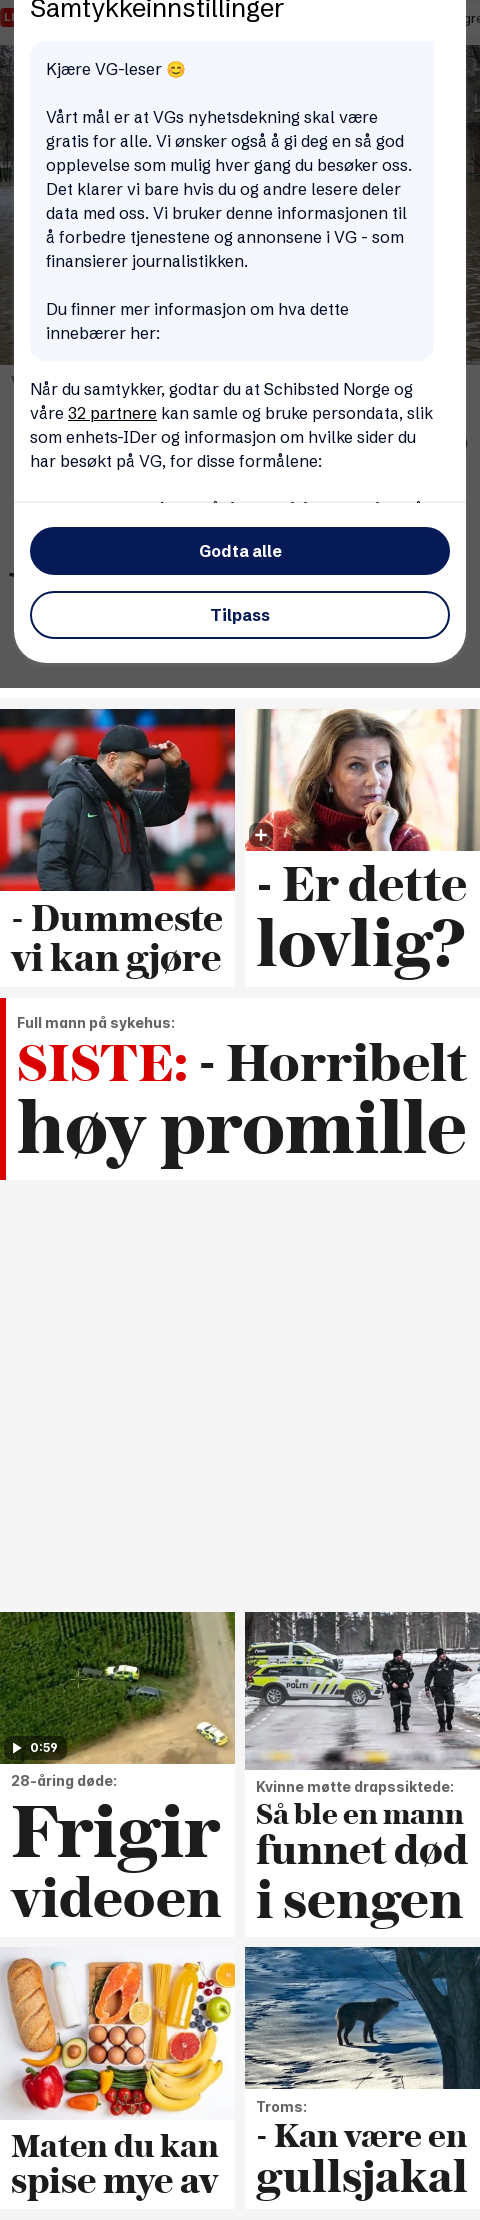 Samtykkeinnstillinger
Kjære VG-leser 😊
Vårt mål er at VGs nyhetsdekning skal være
gratis for alle. Vi ønsker også å gi deg en så god
opplevelse som mulig hver gang du besøker oss.
Det klarer vi bare hvis du og andre lesere deler
data med oss. Vi bruker denne informasjonen til
å forbedre tjenestene og annonsene i VG - som
finansierer journalistikken.
Du finner mer informasjon om hva dette
innebærer her:
Når du samtykker, godtar du at Schibsted Norge og
våre 32 partnere kan samle og bruke persondata, slik
som enhets-IDer og informasjon om hvilke sider du
har besøkt på VG, for disse formålene:
Godta alle
Tilpass
- Dummeste
vi kan gjøre
- Er dette
lovlig?
Full mann på sykehus:
SISTE: - Horribelt
høy promille
0:59
28-åring døde:
Frigir
videoen
POLITI
Kvinne møtte drapssiktede:
Så ble en mann
funnet død
i sengen
Maten du kan
spise mye av
Troms:
- Kan være en
gullsjakal